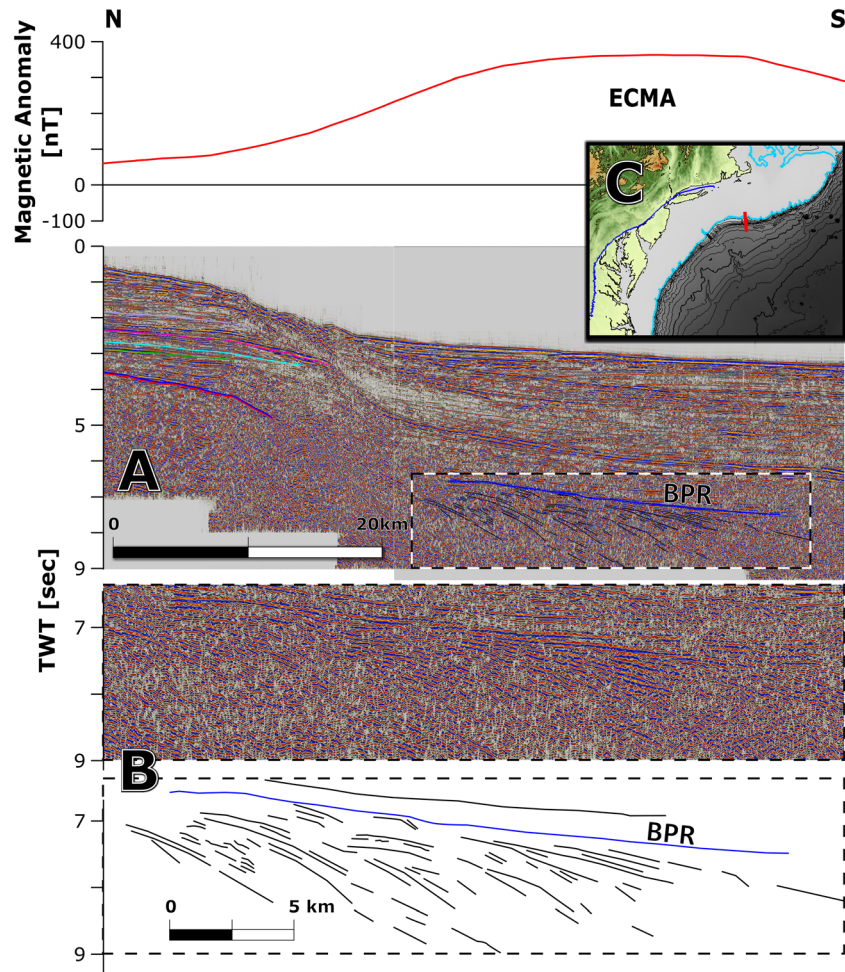 N
S
400
Magnetic Anomaly
[nT]
ECMA
0
-100
C
0
5
A
BPR
0
20km
9
TWT [sec]
7
9
B
7
BPR
0
5 km
9